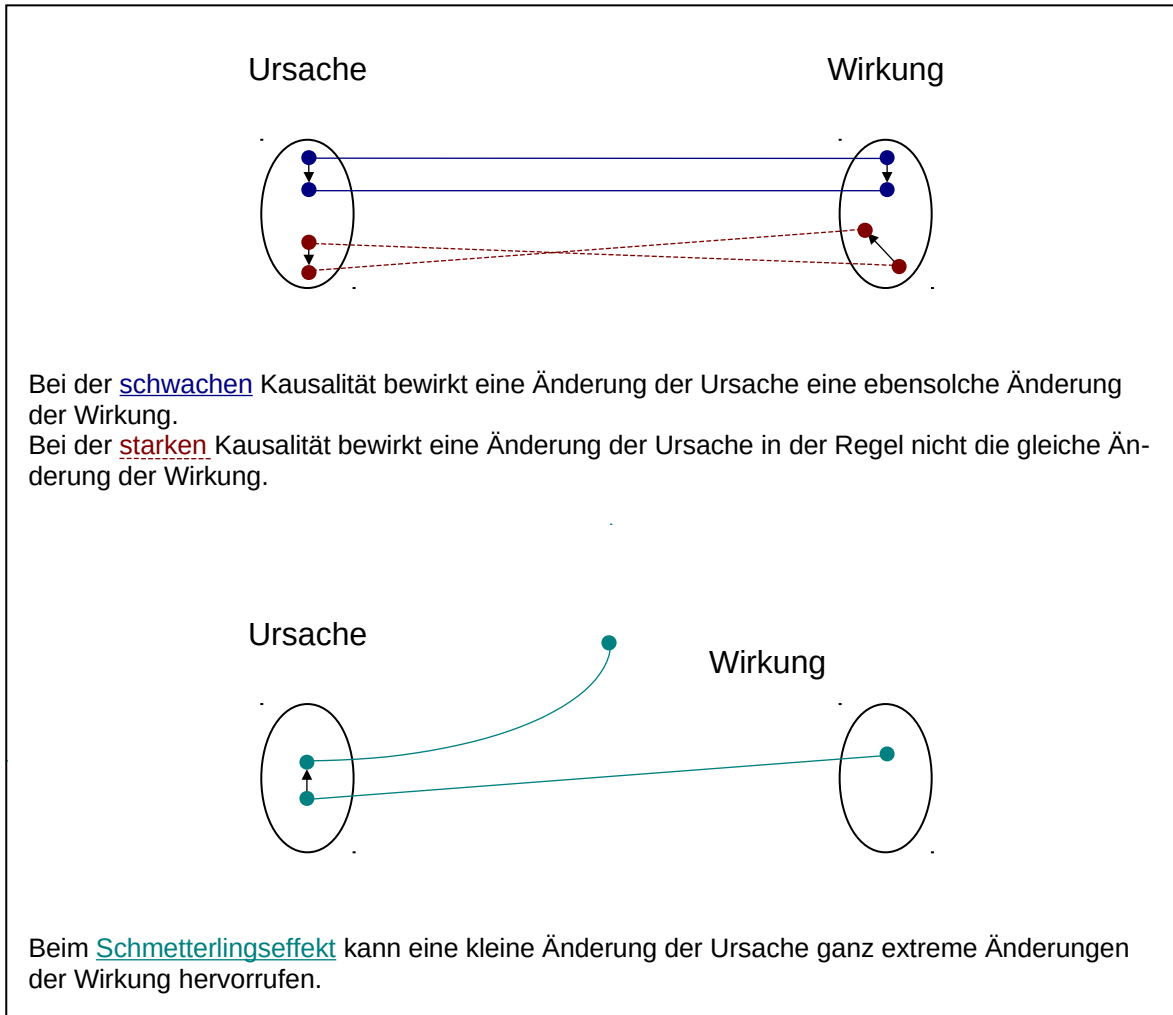 Ursache Wirkung
Bei der schwachen Kausalität bewirkt eine Änderung der Ursache eine ebensolche Änderung
der Wirkung.
Bei der starken Kausalität bewirkt eine Änderung der Ursache in der Regel nicht die gleiche Än-
derung der Wirkung.
Ursache
Wirkung
Beim Schmetterlingseffekt kann eine kleine Änderung der Ursache ganz extreme Änderungen
der Wirkung hervorrufen.